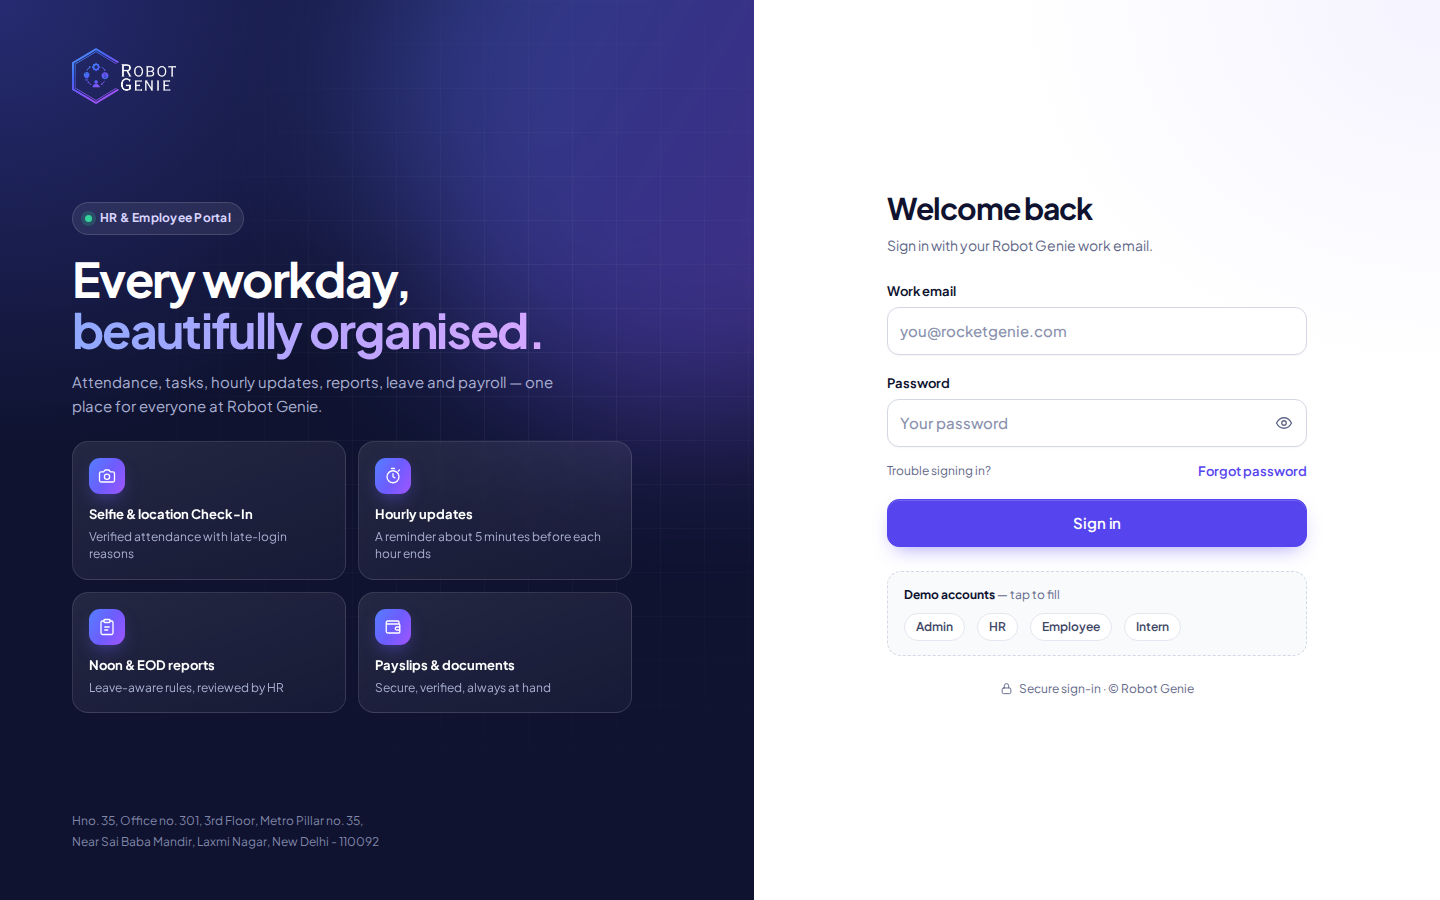 ROBOT
GENIE
HR & Employee Portal
Every workday,
beautifully organised.
Attendance, tasks, hourly updates, reports, leave and payroll — one
place for everyone at Robot Genie.
Selfie & location Check-In
Verified attendance with late-login
reasons
Hourly updates
A reminder about 5 minutes before each
hour ends
Noon & EOD reports
Leave-aware rules, reviewed by HR
Payslips & documents
Secure, verified, always at hand
Hno. 35, Office no. 301, 3rd Floor, Metro Pillar no. 35,
Near Sai Baba Mandir, Laxmi Nagar, New Delhi - 110092
Welcome back
Sign in with your Robot Genie work email.
Work email
you@rocketgenie.com
Password
Your password
Trouble signing in?
Forgot password
Sign in
Demo accounts — tap to fill
Admin
HR
Employee
Intern
Secure sign-in · © Robot Genie